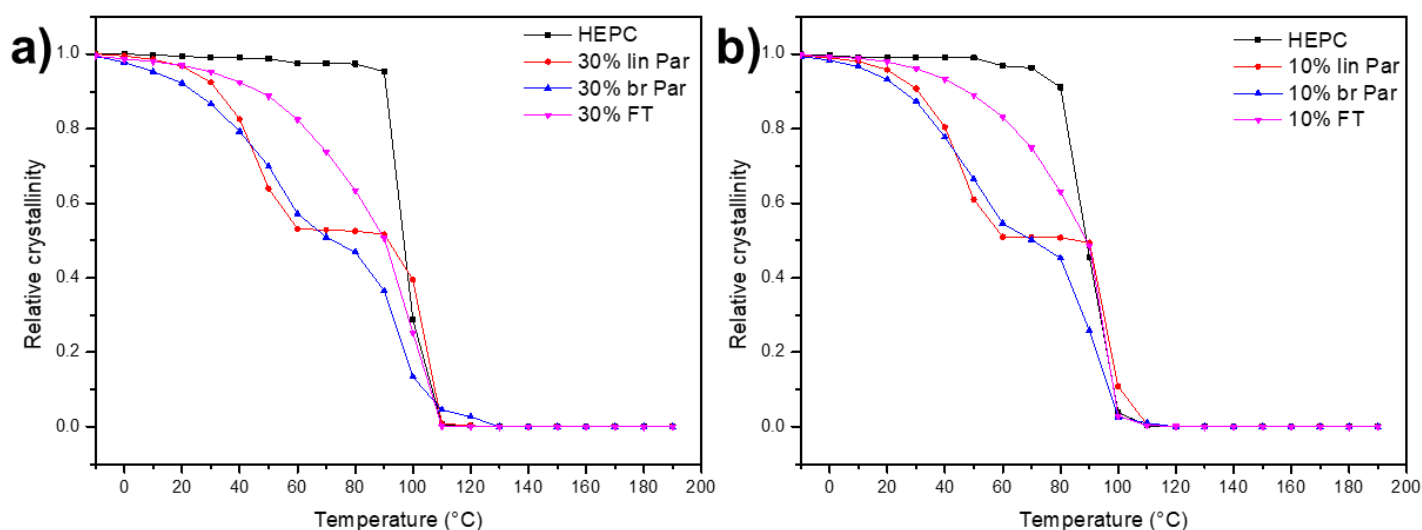 a)
HEPC
30% lin Par
30% br Par
30% FT
1.0
0.8
0.6
0.4
0.2
0.0
Relative crystallinity
0 20 40 60 80 100 120 140 160 180 200
Temperature (°C)
b)
HEPC
10% lin Par
10% br Par
10% FT
1.0
0.8
0.6
0.4
0.2
0.0
Relative crystallinity
0 20 40 60 80 100 120 140 160 180 200
Temperature (°C)